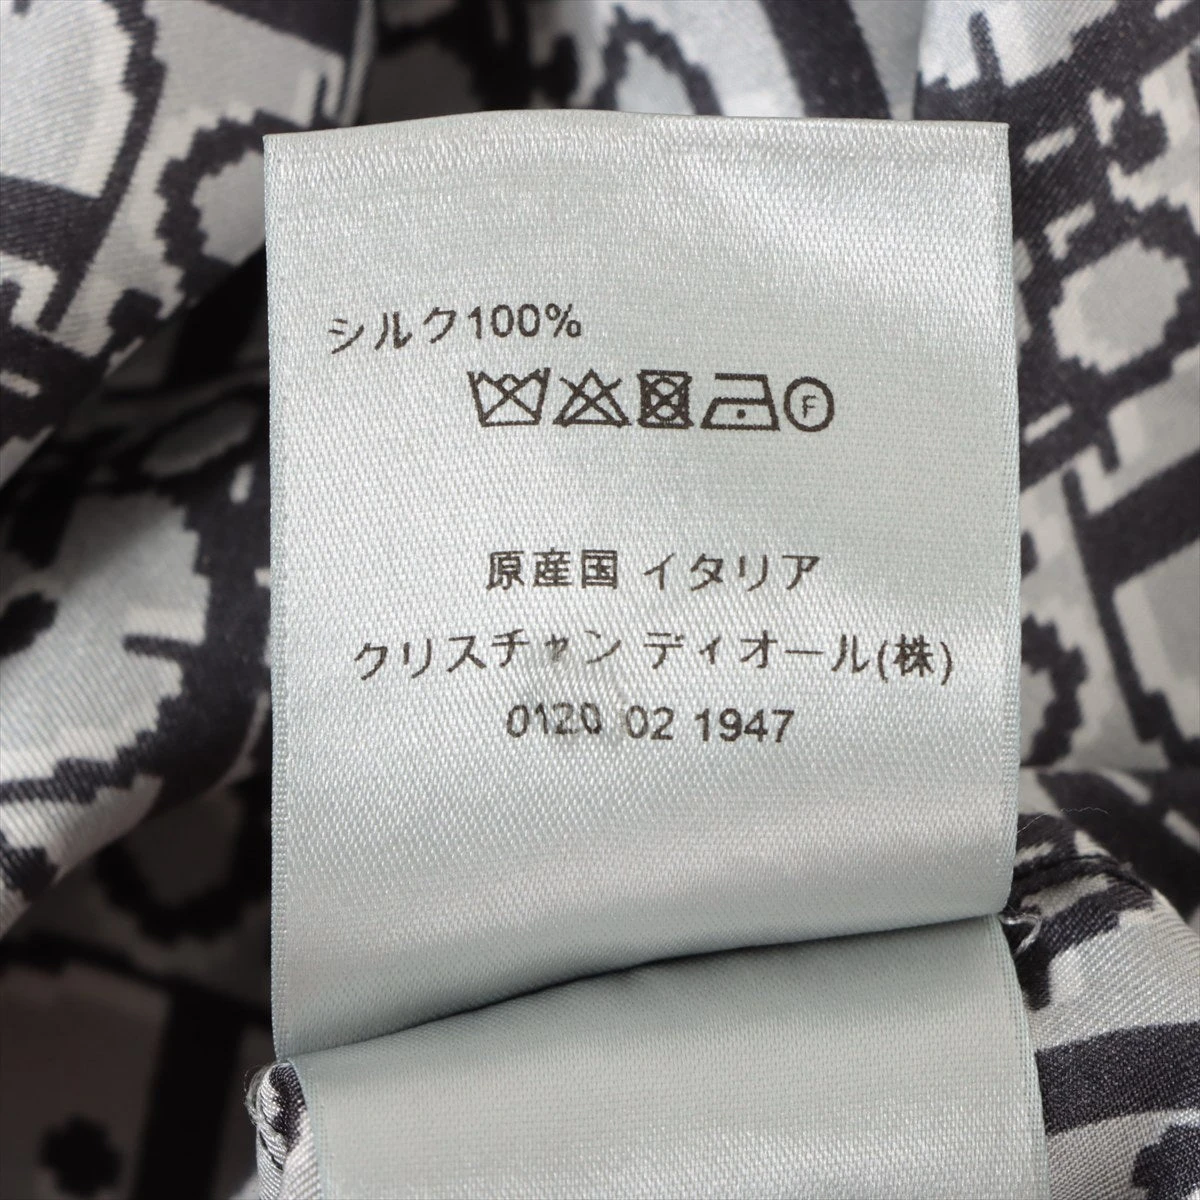 シルク100%
F
原産国 イタリア
クリスチャン ディオール(株)
0120 02 1947